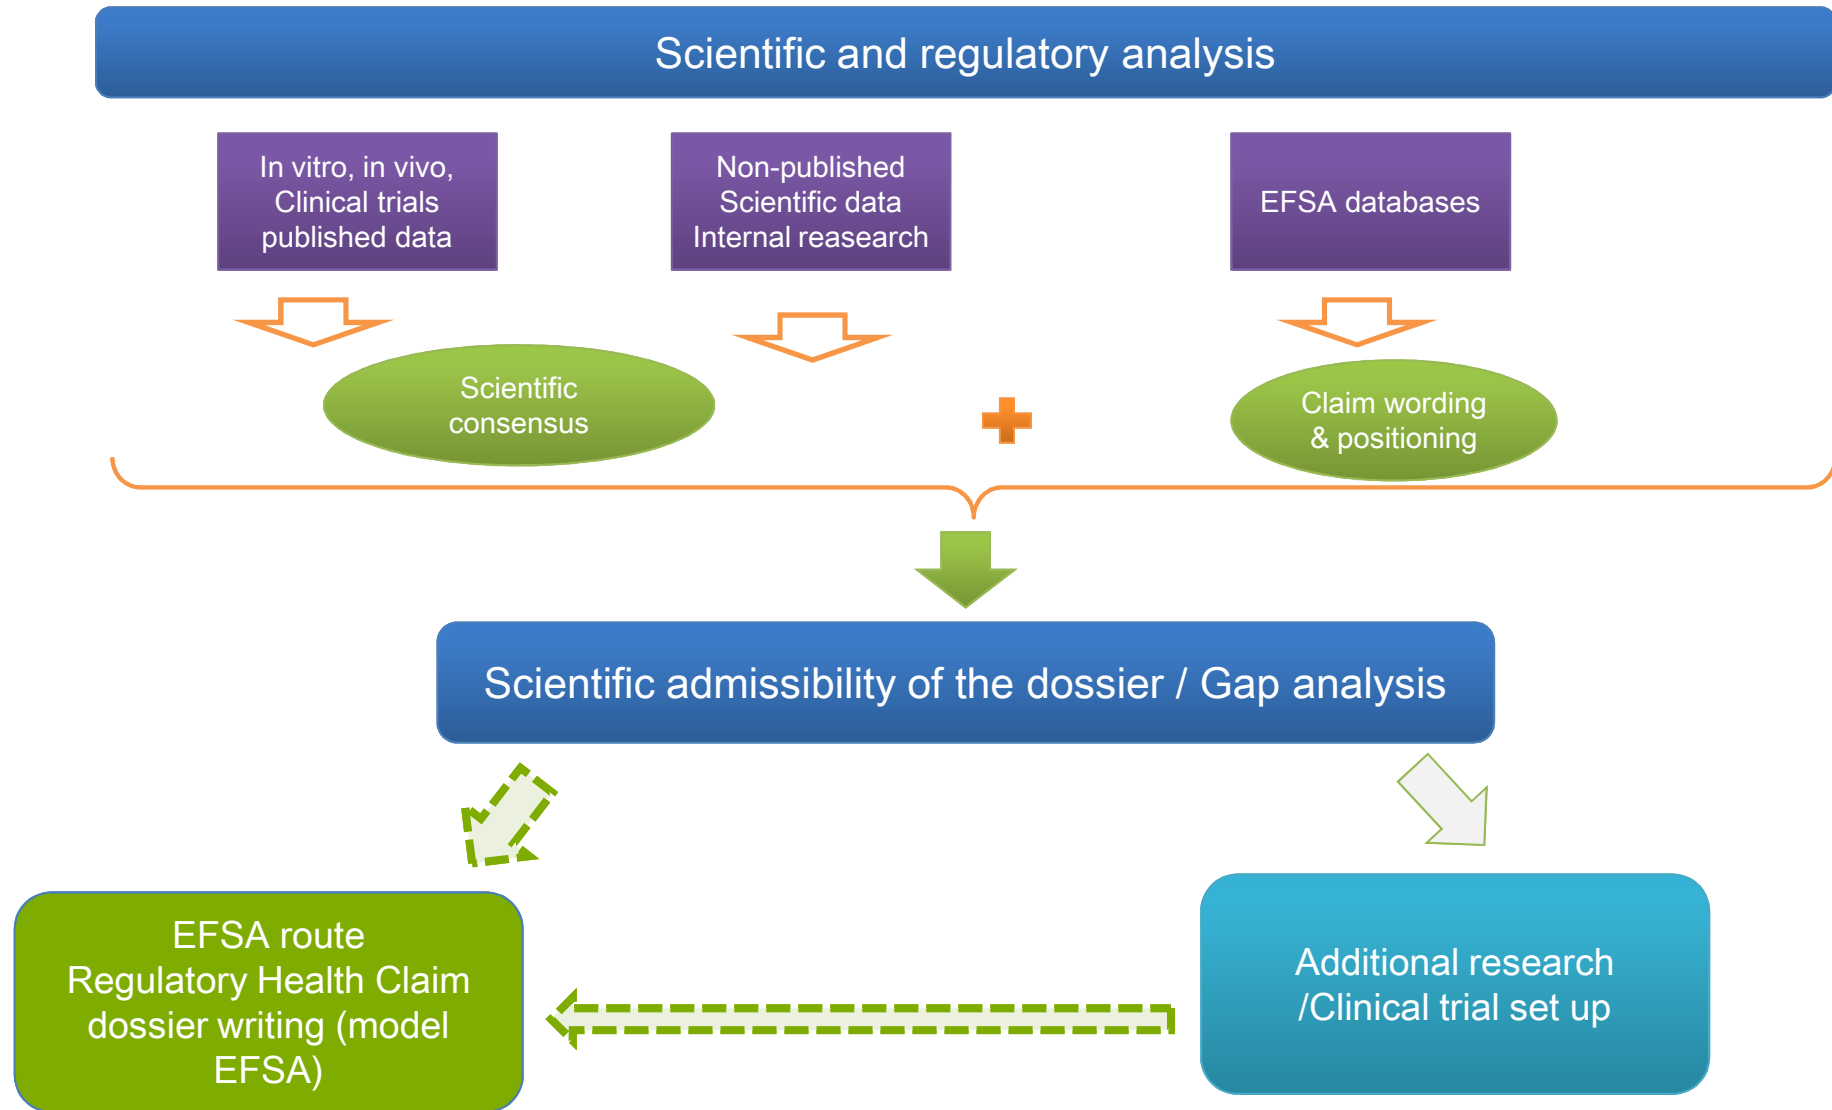 Scientific and regulatory analysis
In vitro, in vivo,
Clinical trials
published data
Non-published
Scientific data
Internal reasearch
EFSA databases
Scientific
consensus
Claim wording
& positioning
Scientific admissibility of the dossier / Gap analysis
EFSA route
Regulatory Health Claim
dossier writing (model
EFSA)
Additional research
/Clinical trial set up